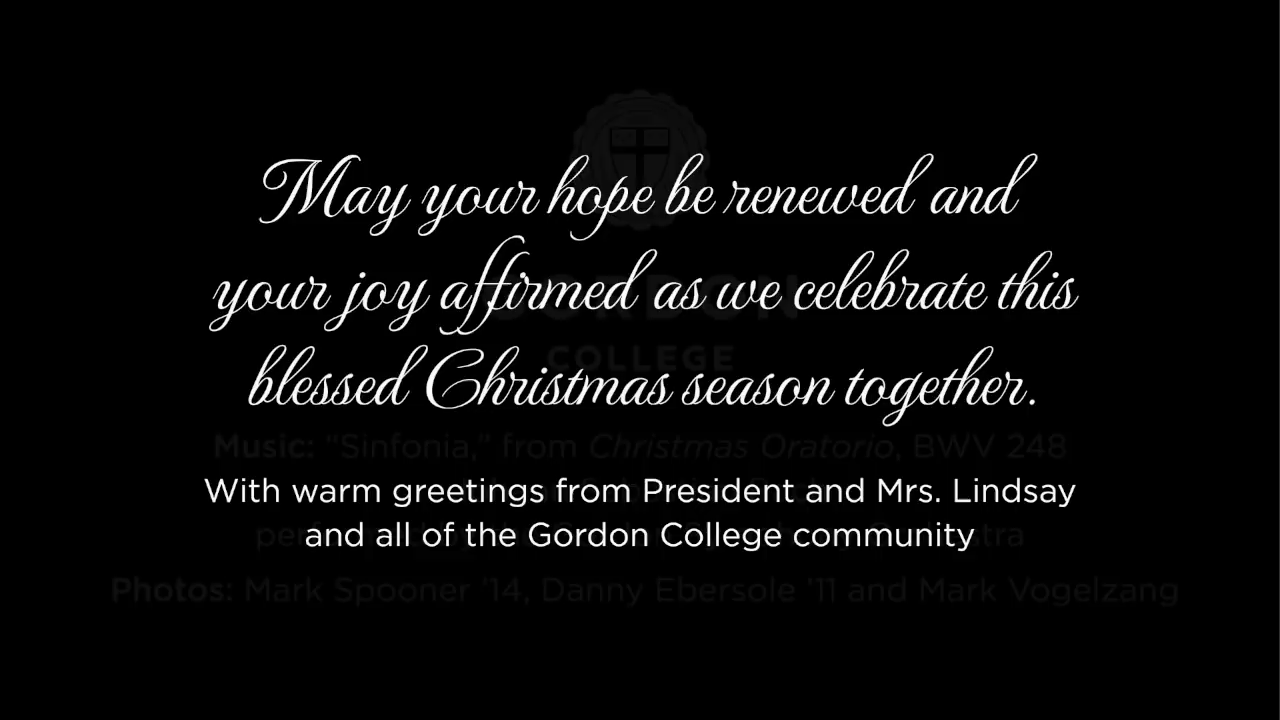 May your hope be renewed and
your joy affirmed as we celebrate this
GORDON
COLLEGE
blessed Christmas season together.
Music: “Sinfonia,” from Christmas Oratorio, BWV 248
With warm greetings from President and Mrs. Lindsay
and all of the Gordon College community
Photos: Mark Spooner ’14, Danny Ebersole ’11 and Mark Vogelzang